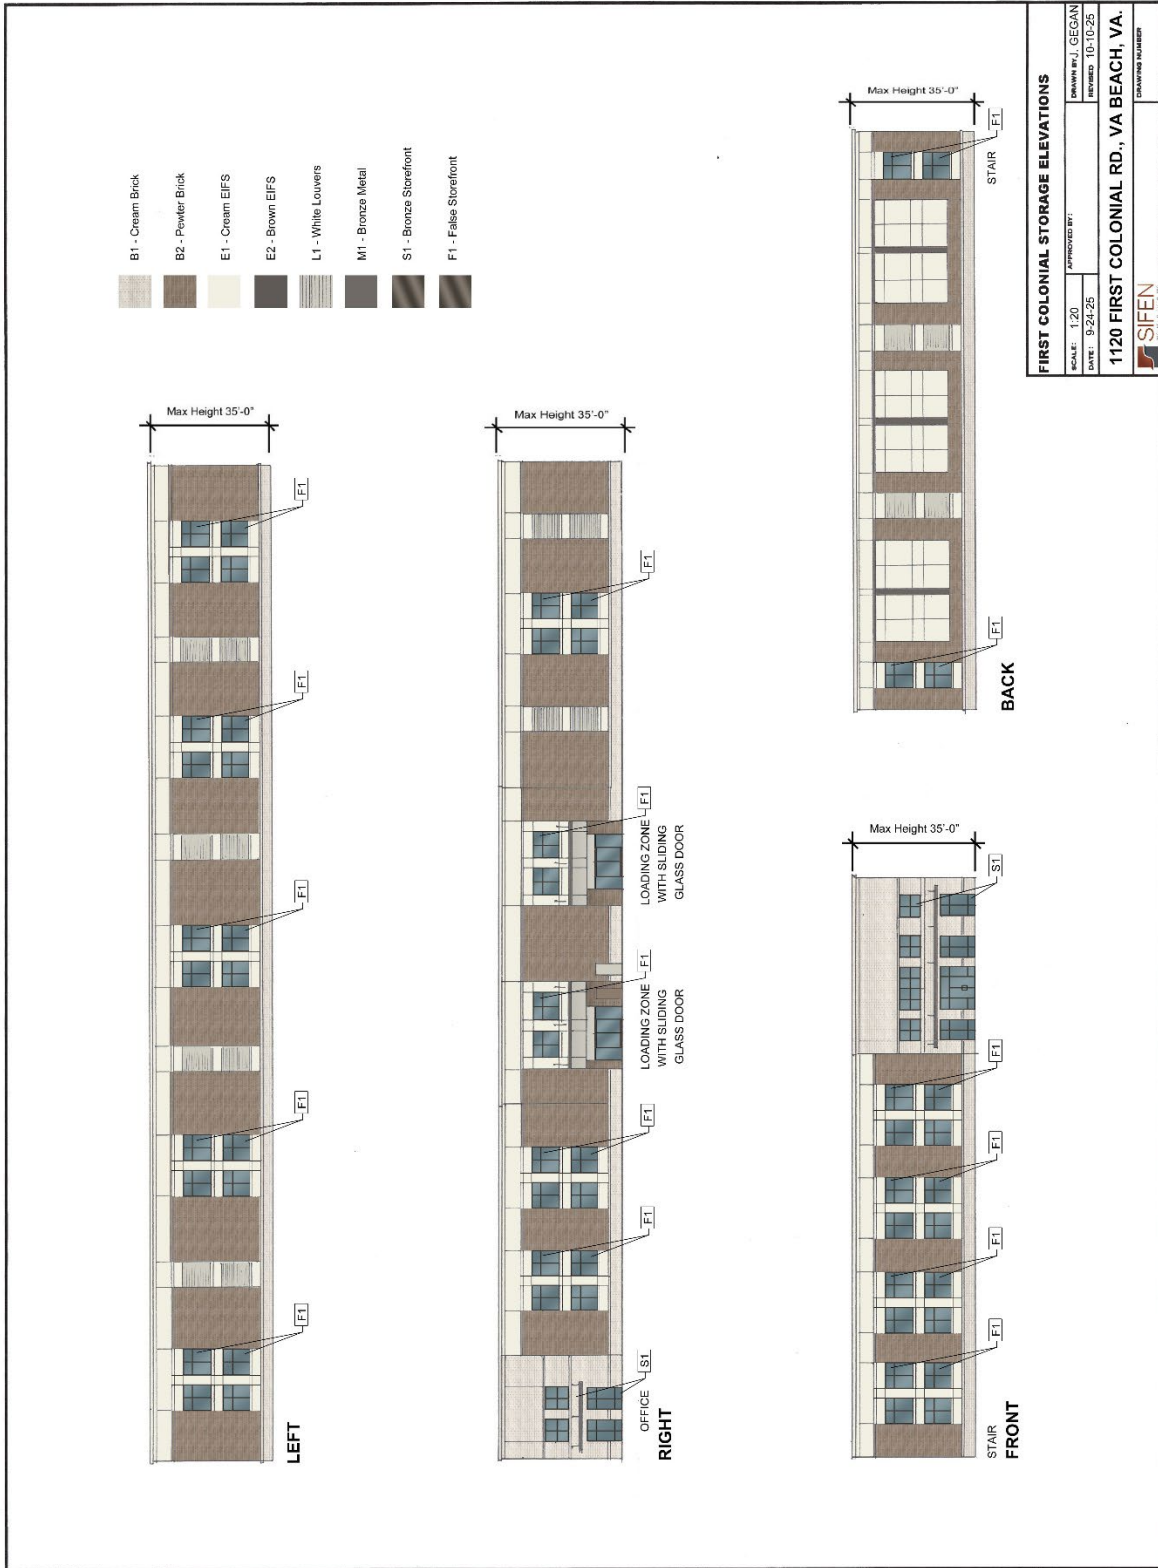 B1 - Cream Brick
B2 - Pewter Brick
E1 - Cream EIFS
E2 - Brown EIFS
L1 - White Louvers
M1 - Bronze Metal
S1 - Bronze Storefront
F1 - False Storefront
Max Height 35'-0"
F1
F1
F1
F1
F1
LEFT
Max Height 35'-0"
F1
F1
F1
F1
F1
LOADING ZONE
WITH SLIDING
GLASS DOOR
LOADING ZONE
WITH SLIDING
GLASS DOOR
S1
OFFICE
RIGHT
Max Height 35'-0"
F1
STAIR
F1
BACK
Max Height 35'-0"
S1
F1
F1
F1
F1
STAIR
FRONT
FIRST COLONIAL STORAGE ELEVATIONS
SCALE: 1:20
APPROVED BY:
DRAWN BY J. GEGAN
DATE: 9-24-25
REVISED 10-10-25
1120 FIRST COLONIAL RD., VA BEACH, VA.
SIFEN
DRAWING NUMBER